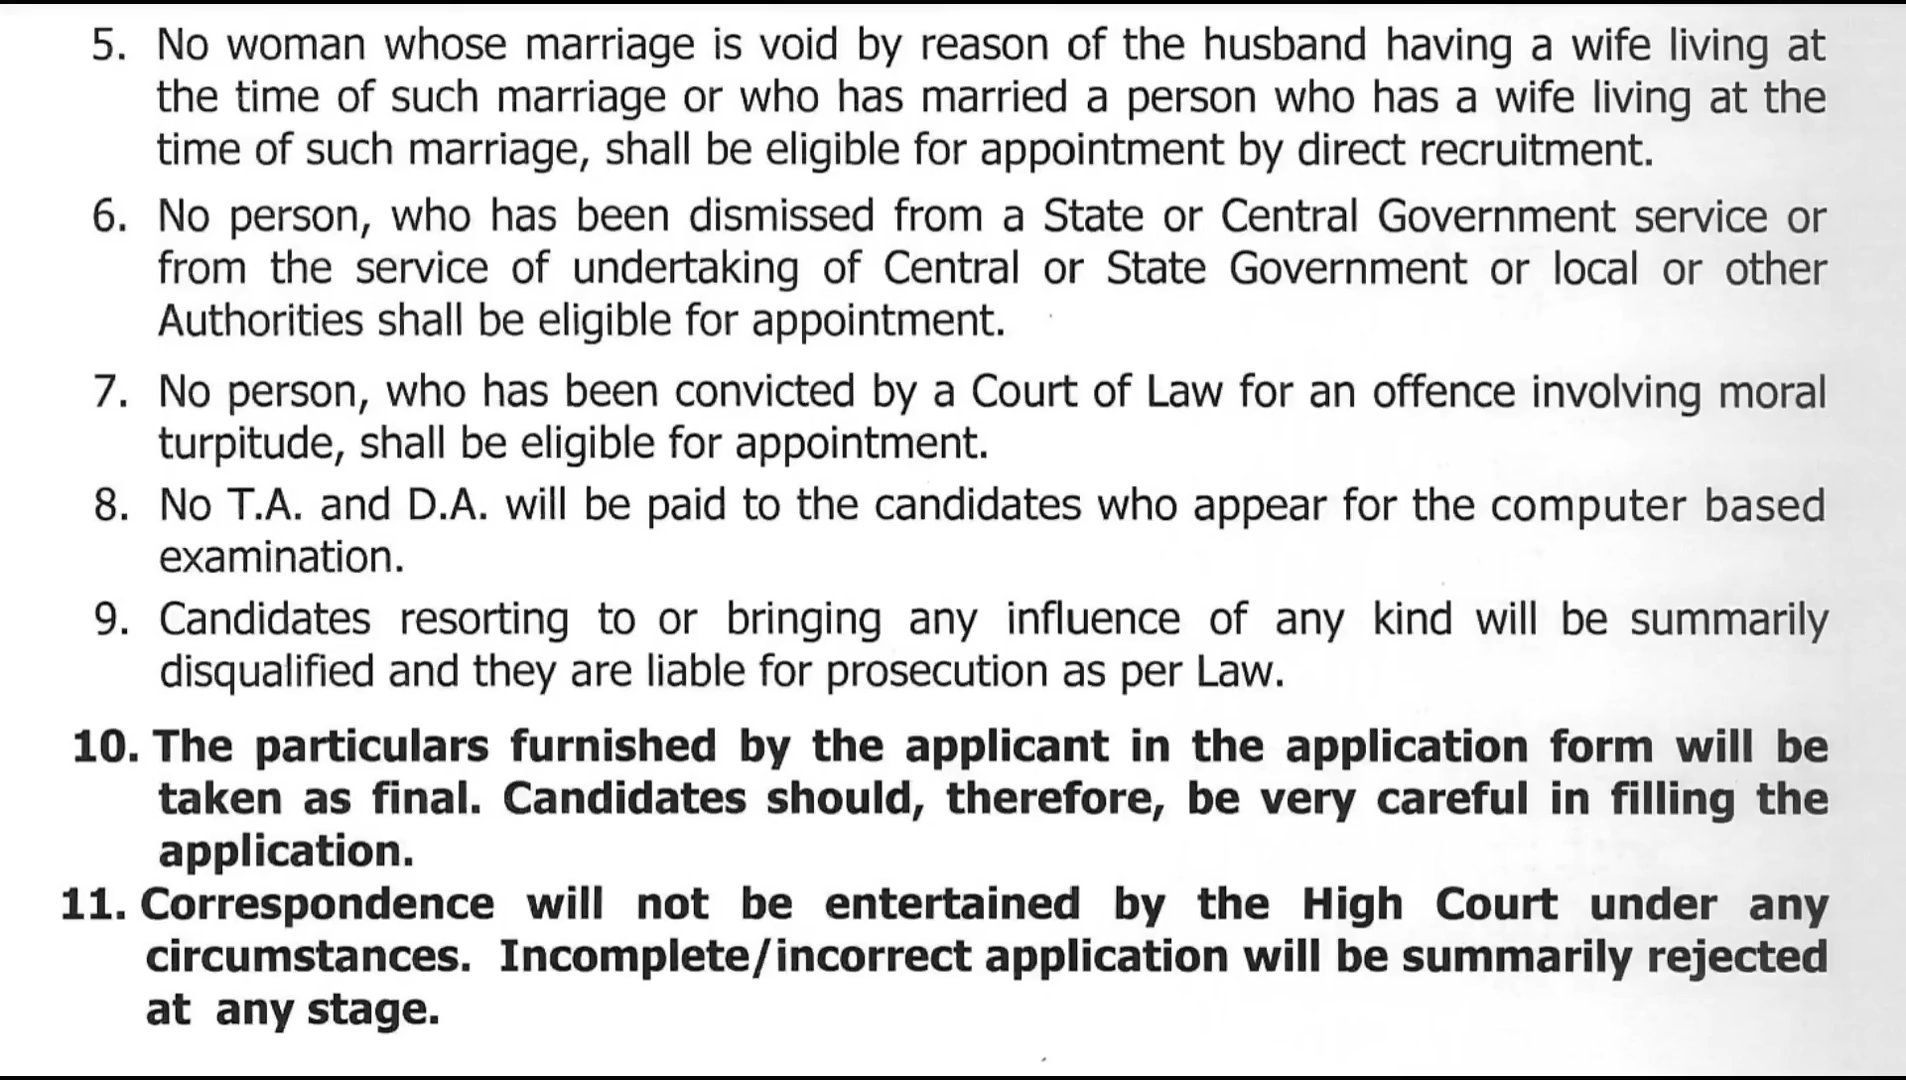 5. No woman whose marriage is void by reason of the husband having a wife living at
the time of such marriage or who has married a person who has a wife living at the
time of such marriage, shall be eligible for appointment by direct recruitment.
6. No person, who has been dismissed from a State or Central Government service or
from the service of undertaking of Central or State Government or local or other
Authorities shall be eligible for appointment.
7. No person, who has been convicted by a Court of Law for an offence involving moral
turpitude, shall be eligible for appointment.
8. No T.A. and D.A. will be paid to the candidates who appear for the computer based
examination.
9. Candidates resorting to or bringing any influence of any kind will be summarily
disqualified and they are liable for prosecution as per Law.
10. The particulars furnished by the applicant in the application form will be
taken as final. Candidates should, therefore, be very careful in filling the
application.
11. Correspondence will not be entertained by the High Court under any
circumstances. Incomplete/incorrect application will be summarily rejected
at any stage.